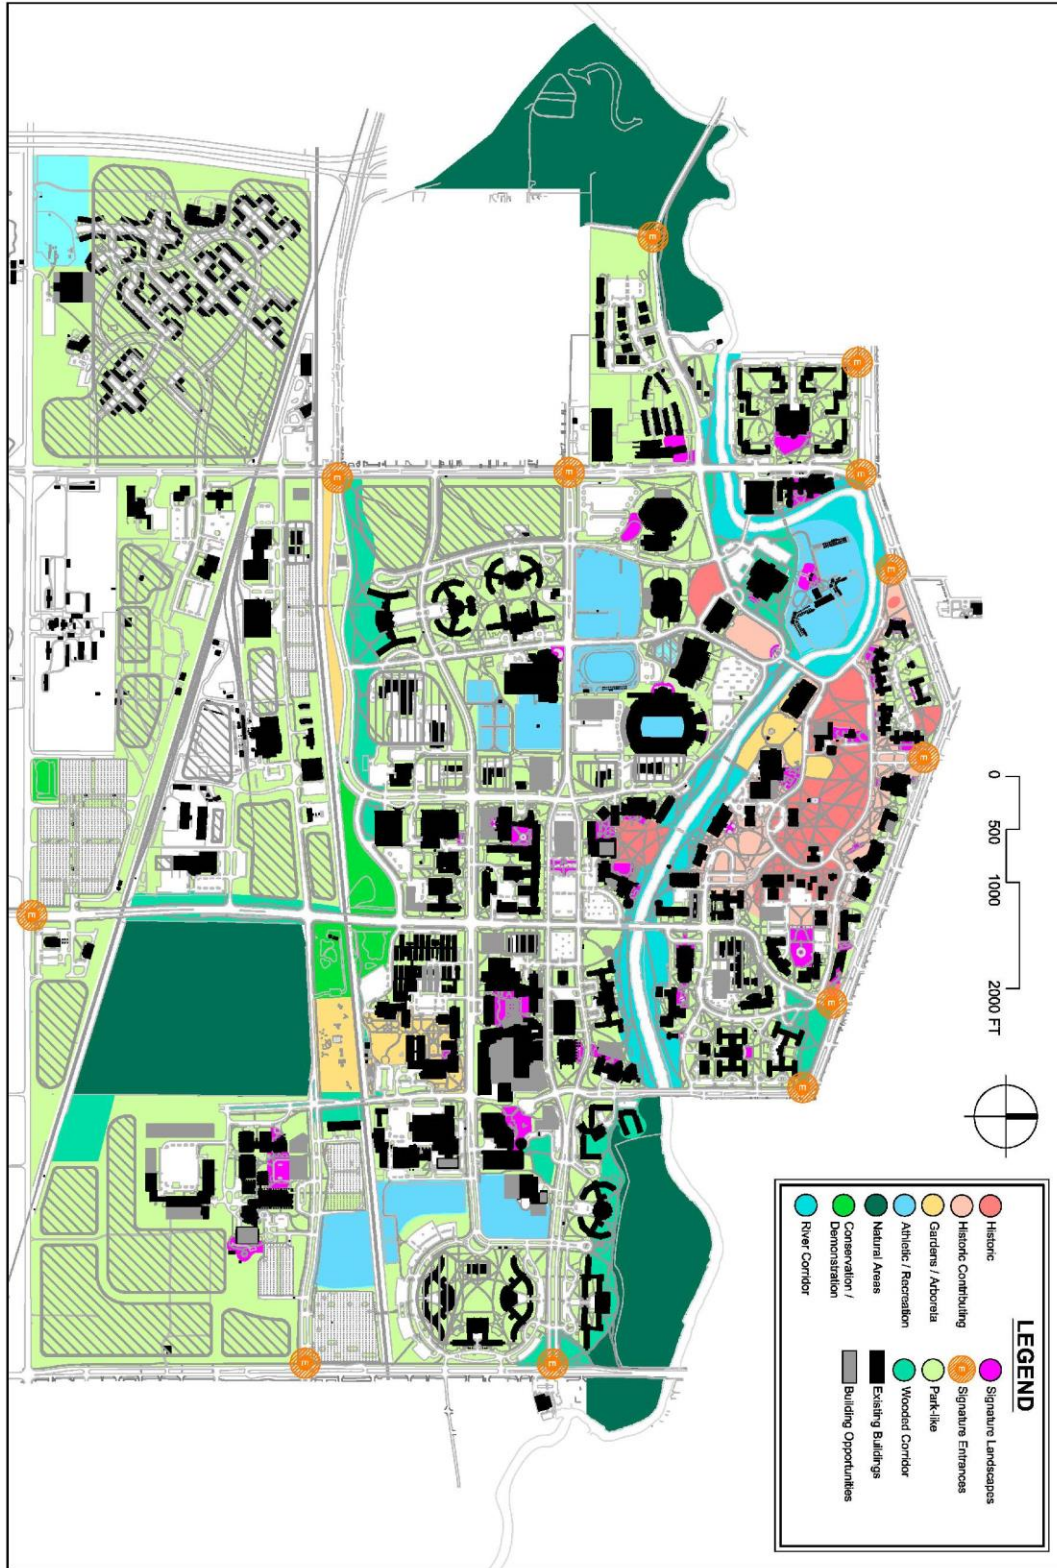 LEGEND
Historic
Historic Contributing
Gardens / Arboreta
Athletic / Recreation
Natural Areas
Conservation /
Demonstration
River Corridor
Signature Landscapes
E
Signature Entrances
Park-like
Wooded Corridor
Existing Buildings
Building Opportunities
0
500
1000
2000 FT
E
E
E
E
E
E
E
E
E
E
E
E